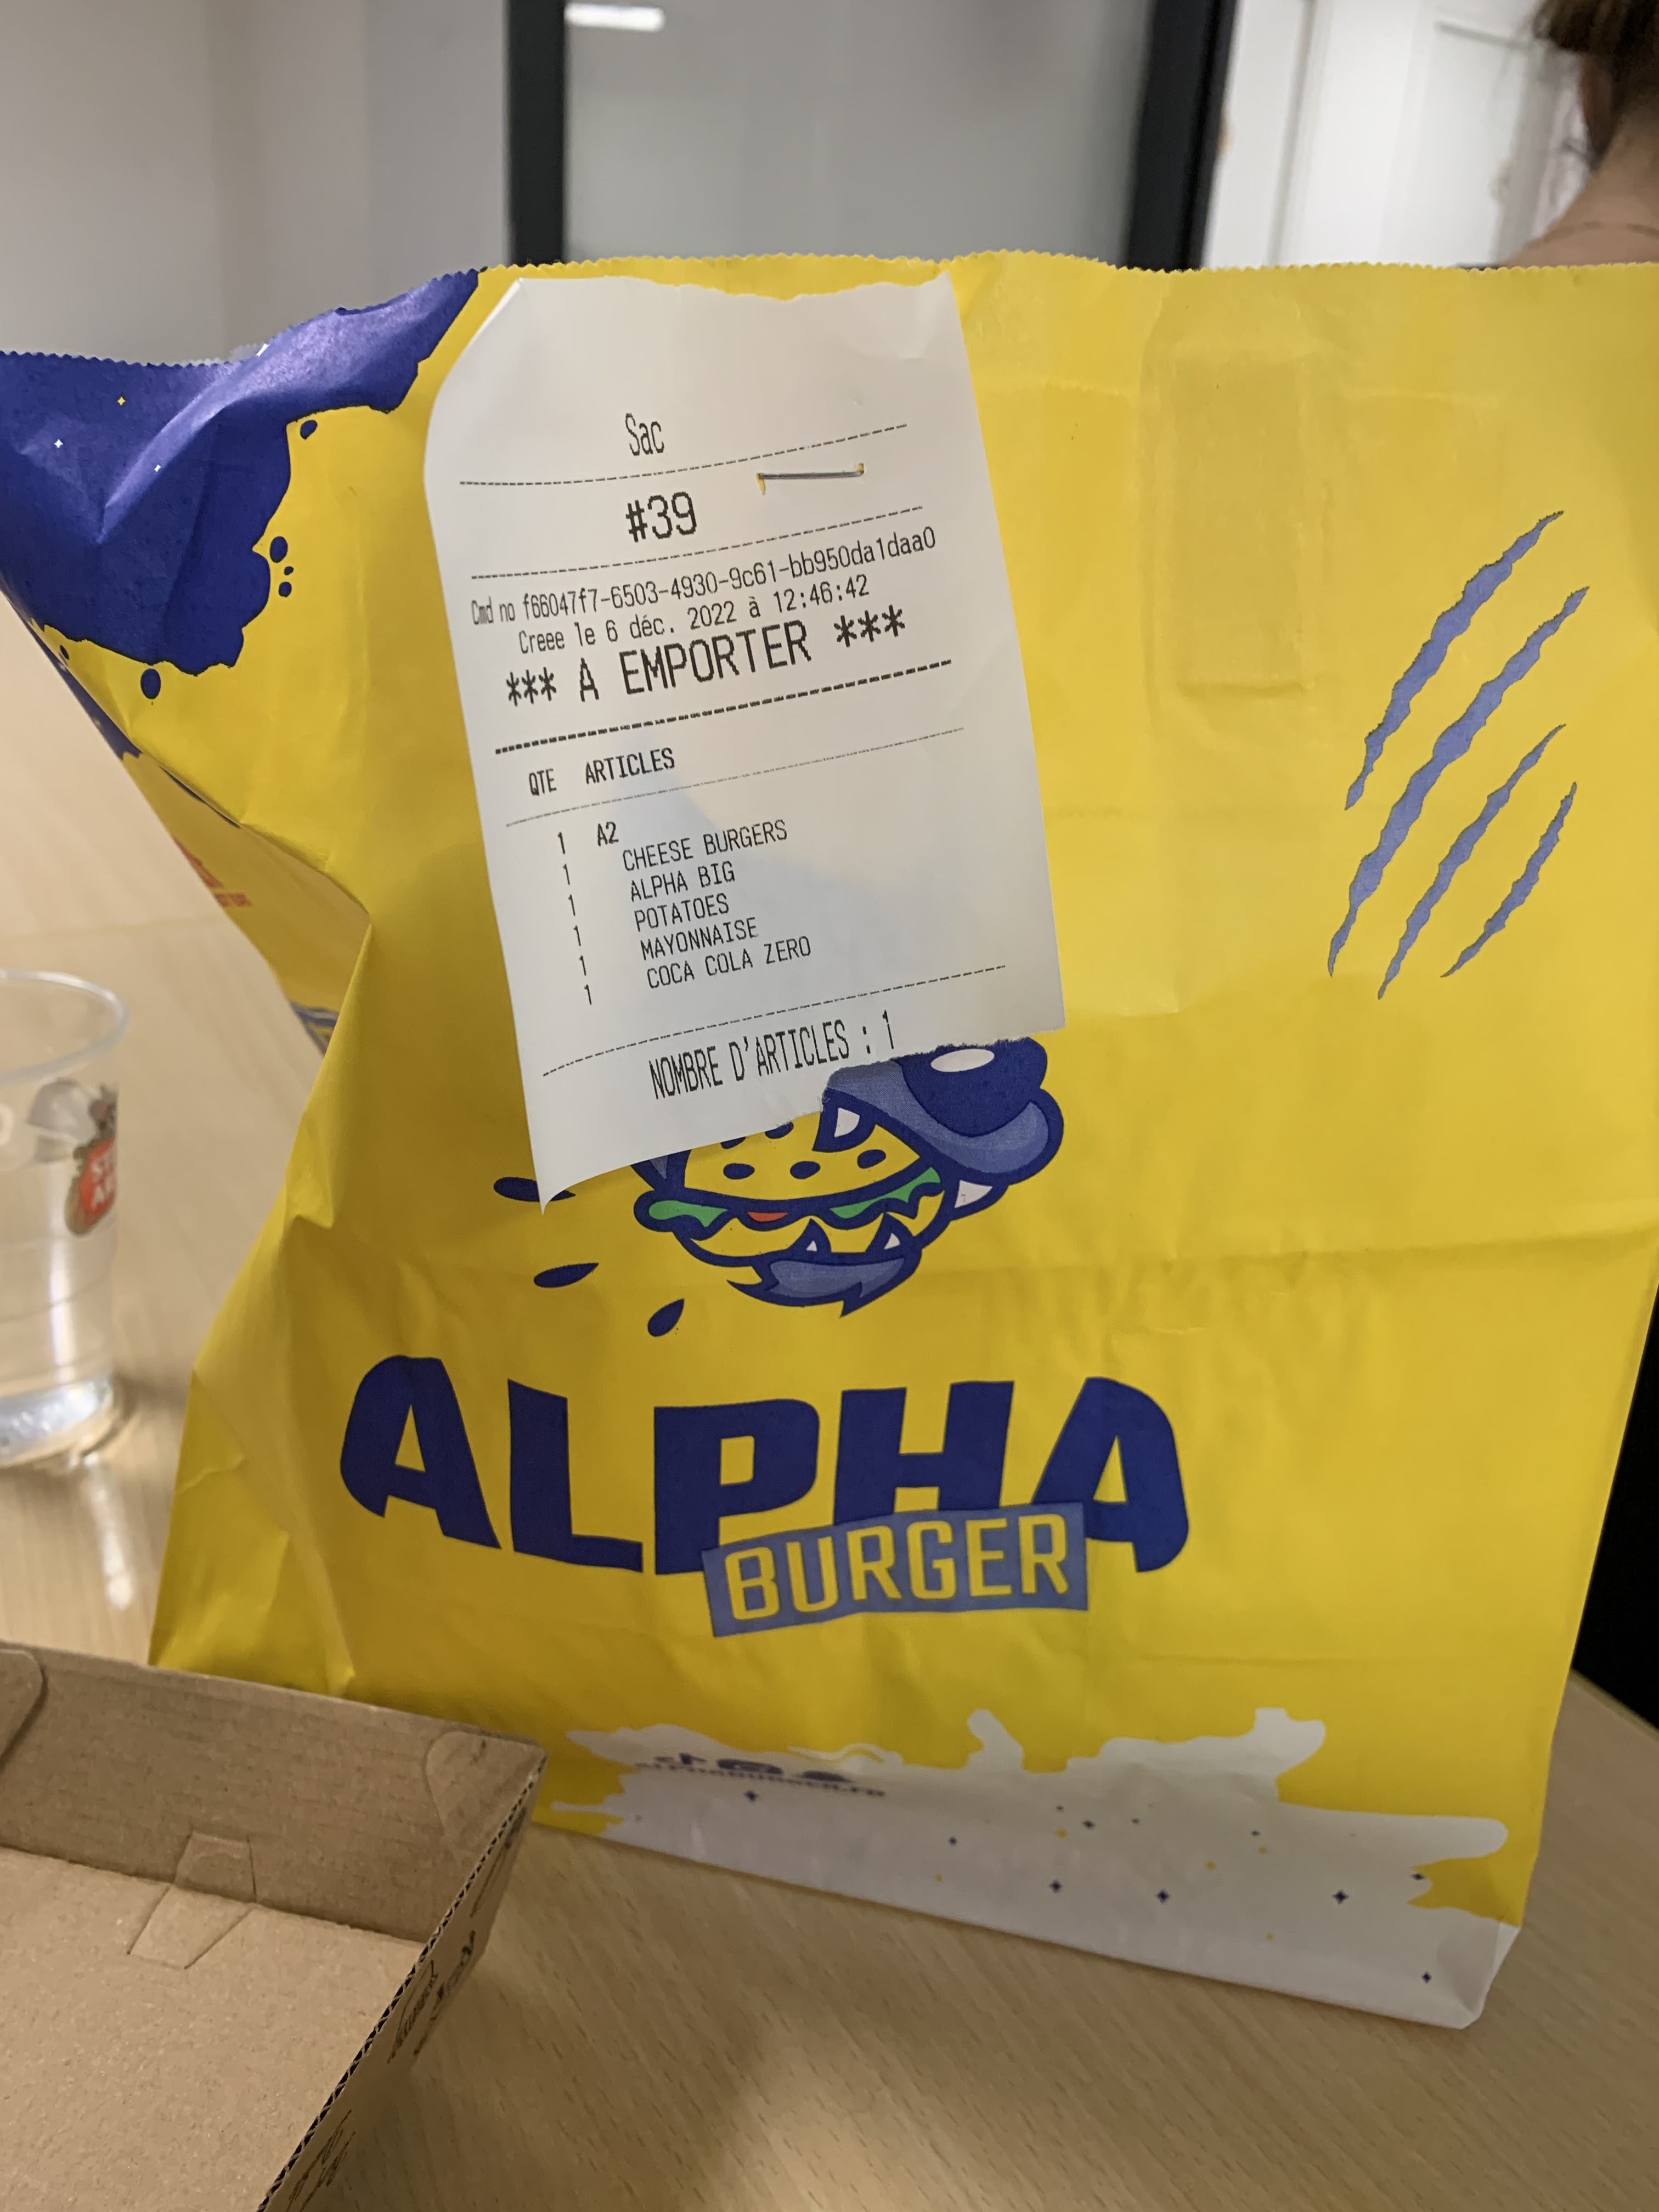 Sac
#39
Cmd no f66047f7-6503-4930-9c61-bb950da1daa0
Creee le 6 déc. 2022 à 12:46:42
*** A EMPORTER ***
QTE ARTICLES
1 A2
1 CHEESE BURGERS
1 ALPHA BIG
1 POTATOES
1 MAYONNAISE
1 COCA COLA ZERO
NOMBRE D'ARTICLES : 1
ALPHA
BURGER